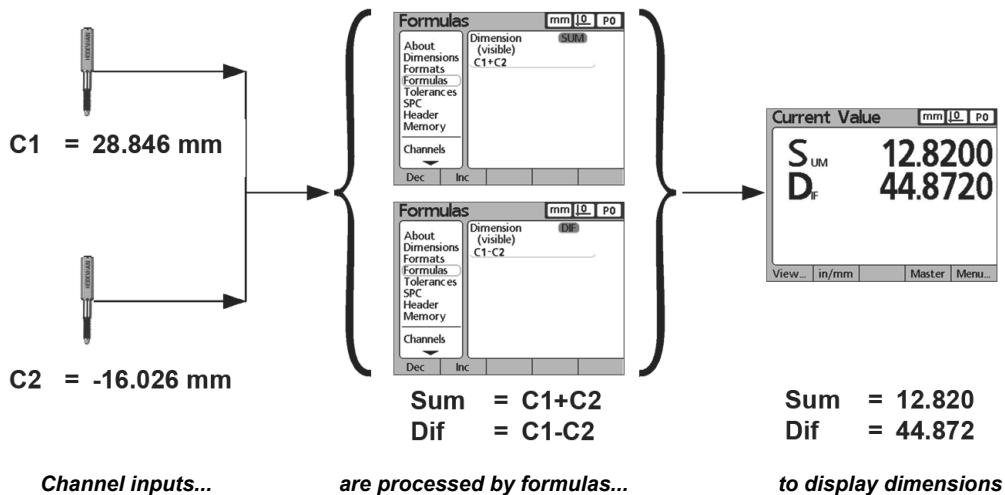 C1 = 28.846 mm
C2 = -16.026 mm
Channel inputs...
Formulas mm 0 P0
About
Dimensions
Formats
Formulas
Tolerances
SPC
Header
Memory
Channels
Dimension SUM
(visible)
C1+C2
Dec Inc
Formulas mm 0 P0
About
Dimensions
Formats
Formulas
Tolerances
SPC
Header
Memory
Channels
Dimension DIF
(visible)
C1-C2
Dec Inc
Sum = C1+C2
Dif = C1-C2
are processed by formulas...
Current Value mm 0 P0
SUM 12.8200
DIF 44.8720
View... in/mm Master Menu...
Sum = 12.820
Dif = 44.872
to display dimensions